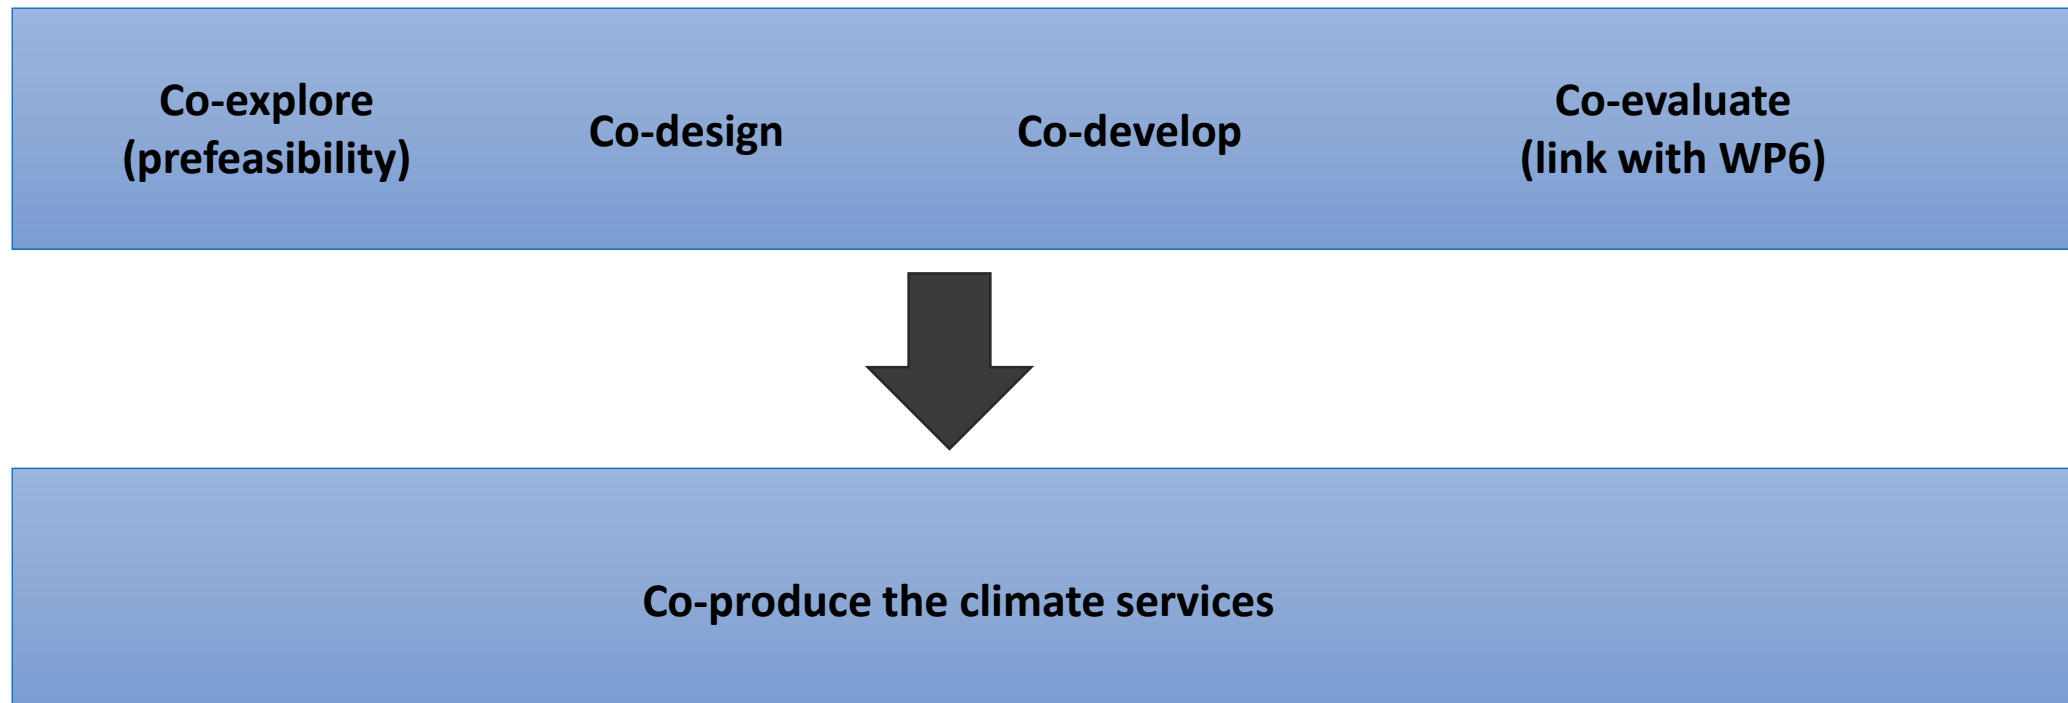 Co-explore
(prefeasibility)
Co-design
Co-develop
Co-evaluate
(link with WP6)
Co-produce the climate services